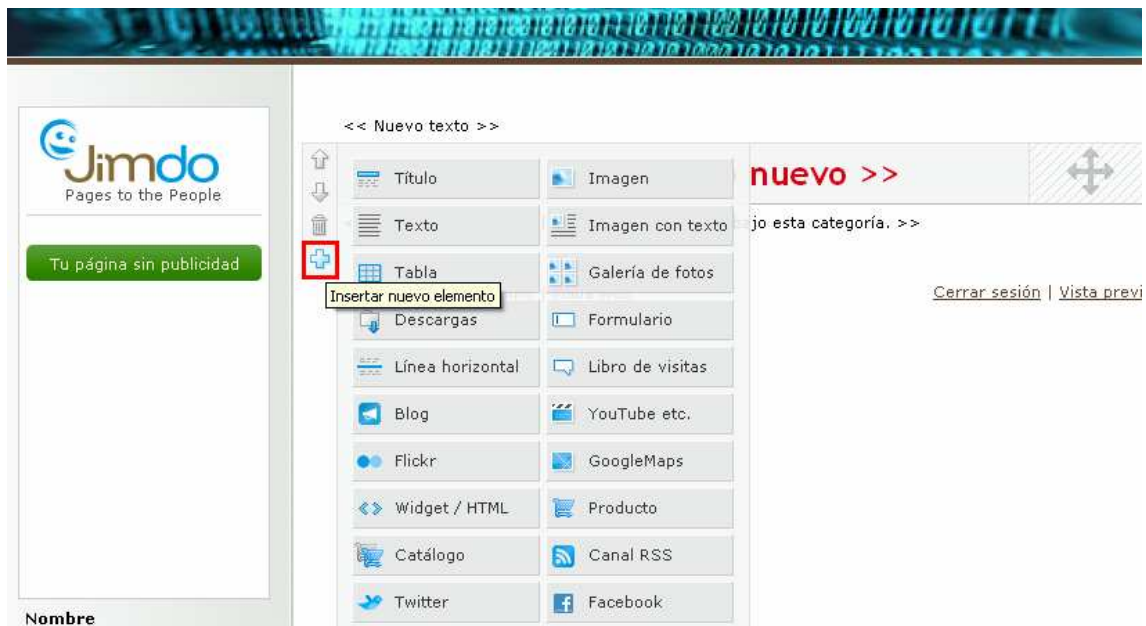 Jimdo
Pages to the People
Tu página sin publicidad
Nombre
<< Nuevo texto >>
nuevo >>
jo esta categoría. >>
Cerrar sesión | Vista previ
Título
Imagen
Texto
Imagen con texto
Tabla
Galería de fotos
Insertar nuevo elemento
Descargas
Formulario
Línea horizontal
Libro de visitas
Blog
YouTube etc.
Flickr
GoogleMaps
Widget / HTML
Producto
Catálogo
Canal RSS
Twitter
Facebook